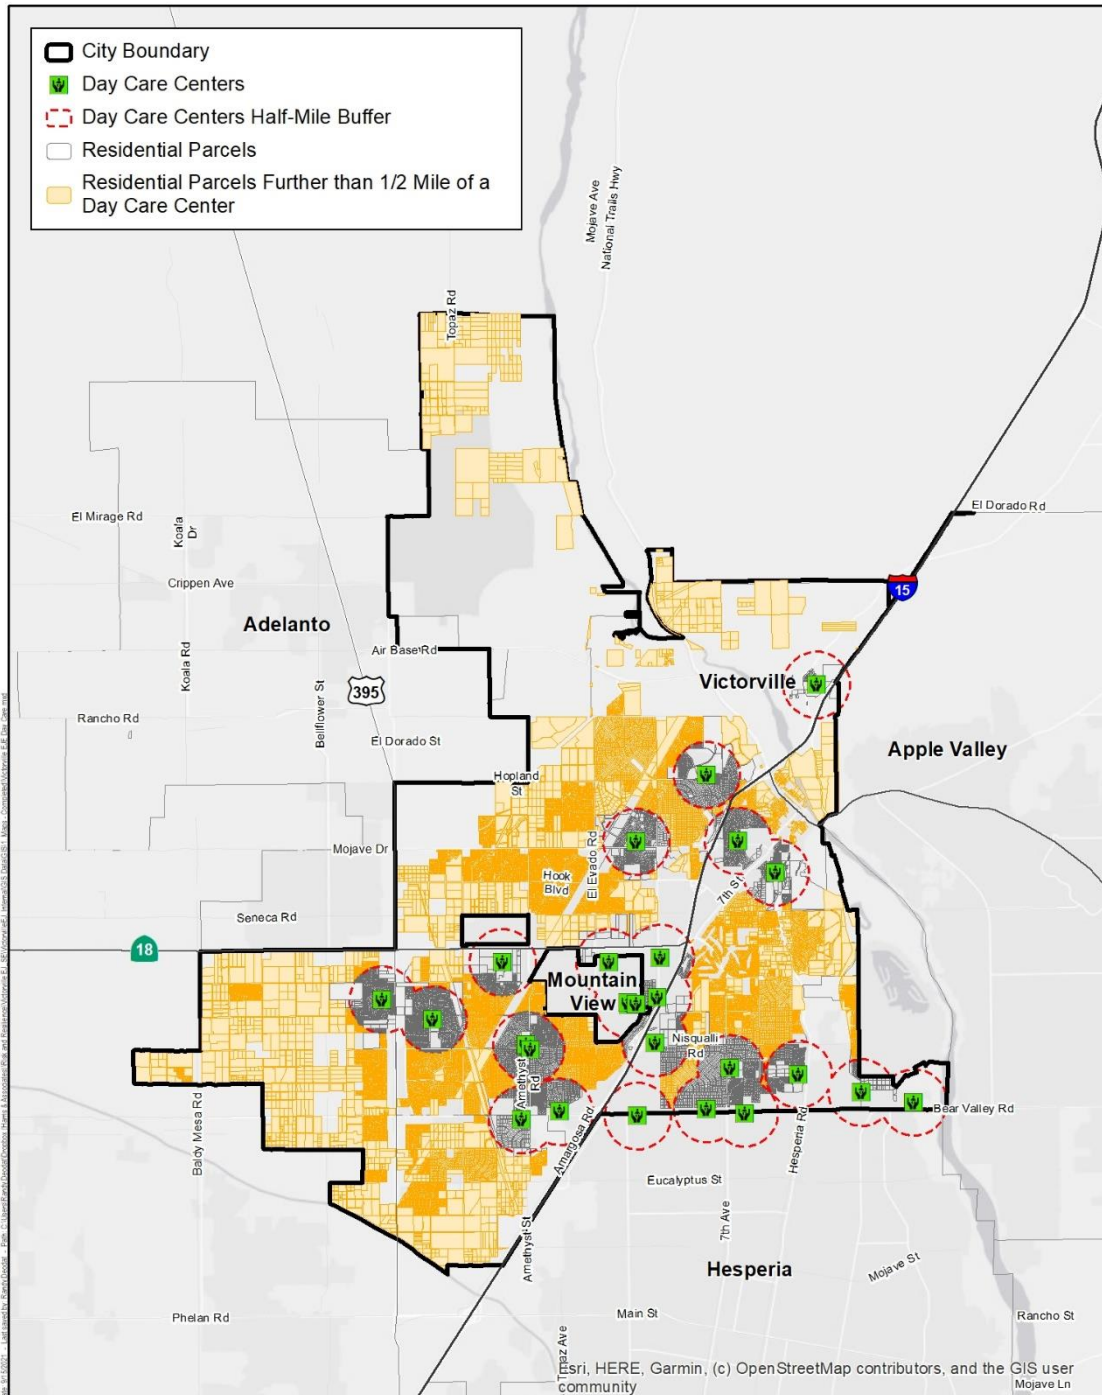 City Boundary
Day Care Centers
Day Care Centers Half-Mile Buffer
Residential Parcels
Residential Parcels Further than 1/2 Mile of a
Day Care Center
Mojave Ave
National Trails Hwy
Topaz Rd
El Mirage Rd
Koala
Dr
El Dorado Rd
Crippen Ave
15
Adelanto
Air Base Rd
Koala Rd
395
Victorville
Bellflower St
Rancho Rd
El Dorado St
Apple Valley
Hopland
St
Mojave Dr
El Evado Rd
Hook
Blvd
7th St
Seneca Rd
18
Mountain
View
Nisqualli
Rd
Amethyst
Rd
Baldy Mesa Rd
Amargosa Rd.
Hesperia Rd
Bear Valley Rd
Eucalyptus St
7th Ave
Amethyst St
Hesperia
Mojave St
Phelan Rd
Main St
Rancho St
Esri, HERE, Garmin, (c) OpenStreetMap contributors, and the GIS user
community
Mojave Ln